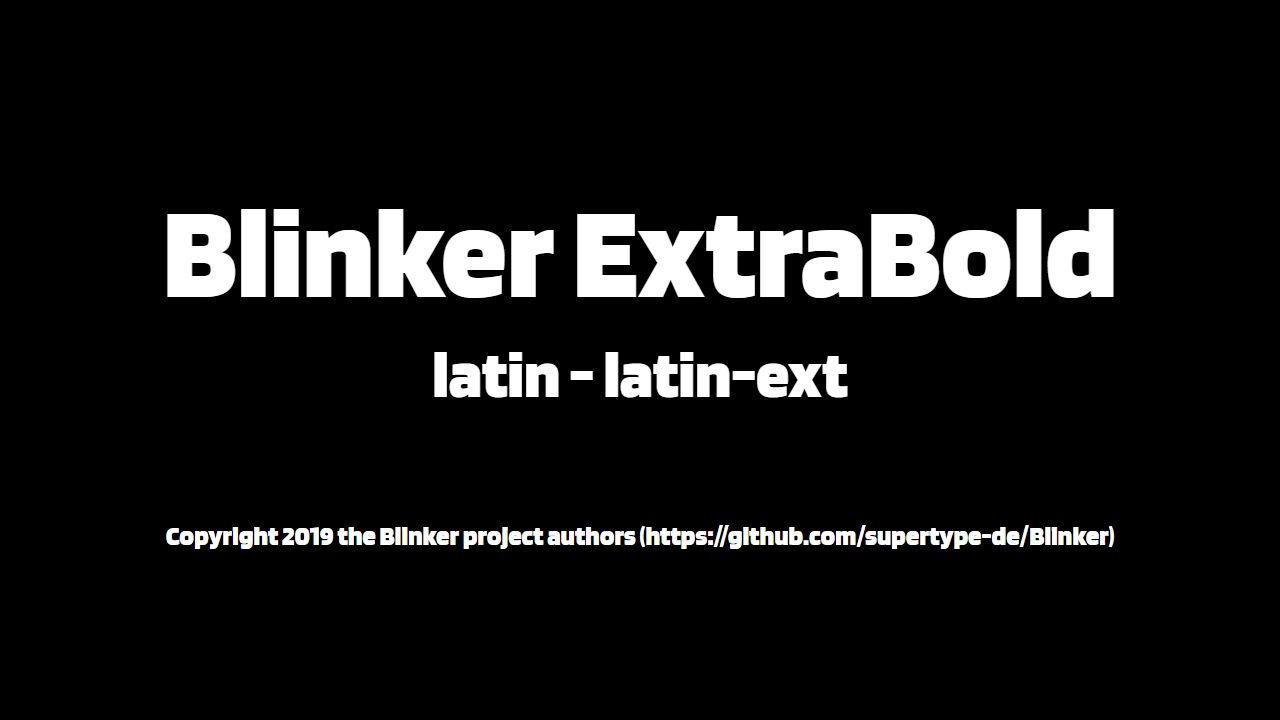 Blinker ExtraBold
latin - latin-ext
Copyright 2019 the Blinker project authors (https://github.com/supertype-de/Blinker)